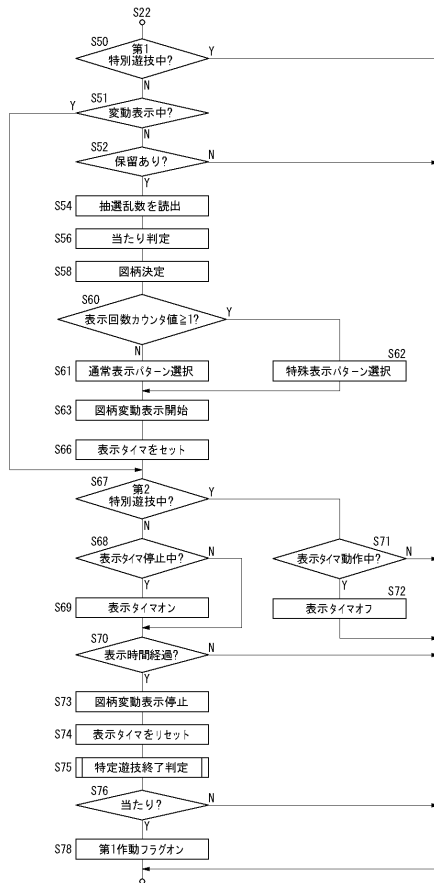 S22
S50
第1
特別遊技中?
Y
N
S51
Y
変動表示中?
N
S52
保留あり?
N
Y
S54
抽選乱数を読出
S56
当たり判定
S58
図柄決定
S60
表示回数カウンタ値≧1?
Y
N
S61
通常表示パターン選択
S62
特殊表示パターン選択
S63
図柄変動表示開始
S66
表示タイマをセット
S67
第2
特別遊技中?
Y
N
S68
表示タイマ停止中?
N
Y
S71
表示タイマ動作中?
N
Y
S69
表示タイマオン
S72
表示タイマオフ
S70
表示時間経過?
N
Y
S73
図柄変動表示停止
S74
表示タイマをリセット
S75
特定遊技終了判定
S76
当たり?
N
Y
S78
第1作動フラグオン